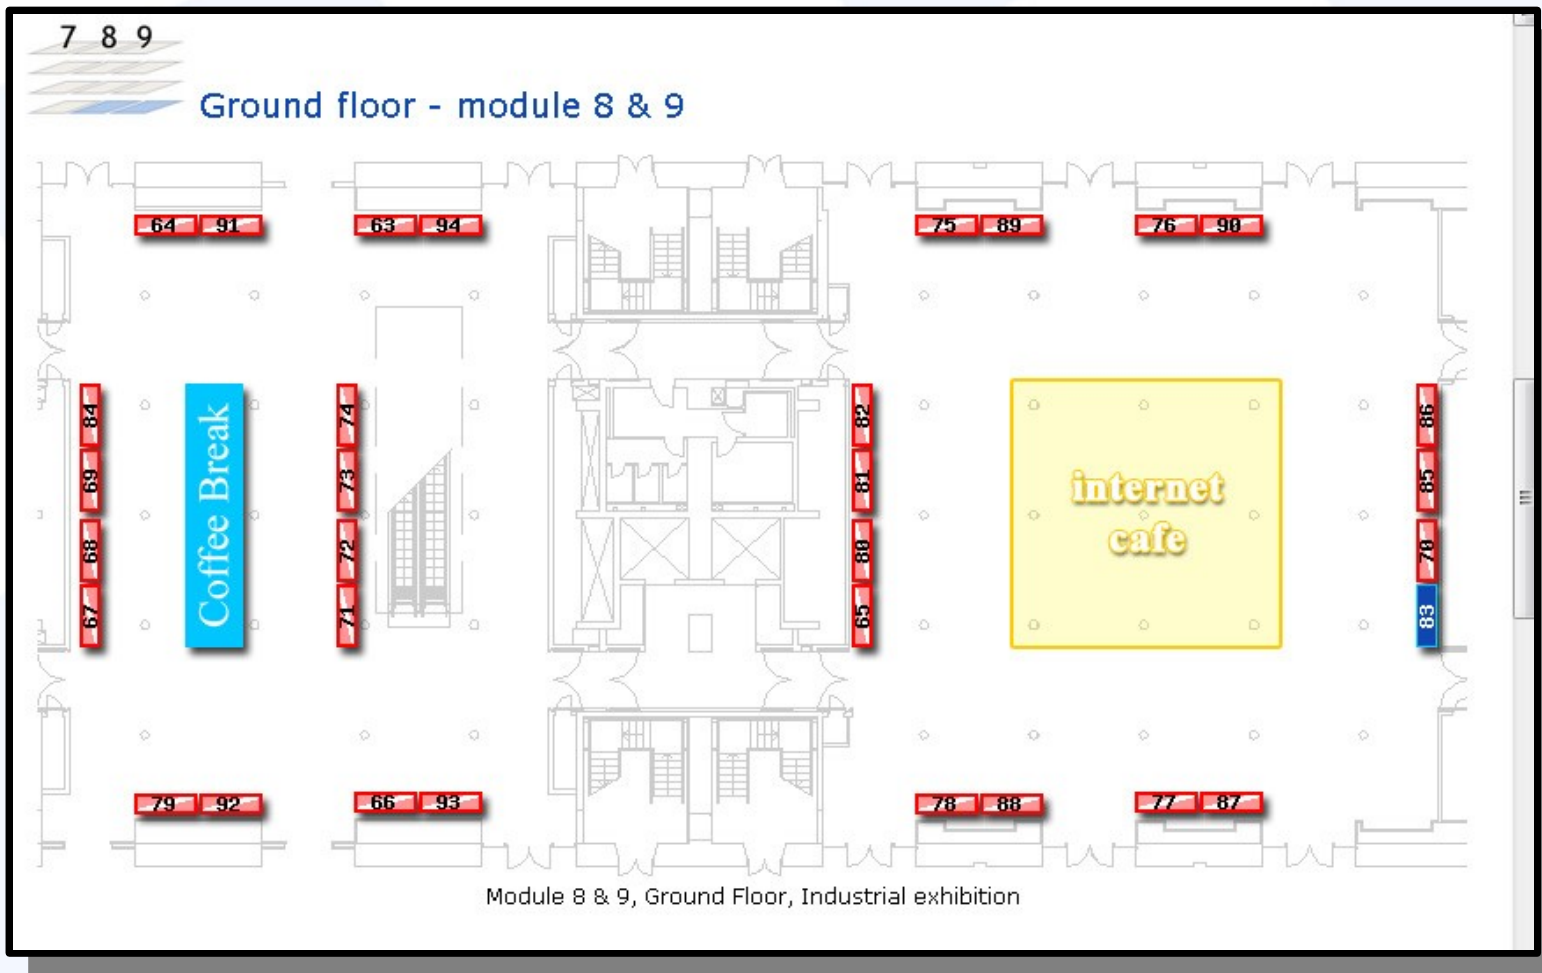 7 8 9
Ground floor - module 8 & 9
64 91 63 94 75 89 76 90
84 74 82 86
69 73 81 85
Coffee Break
internet
cafe
68 72 80 70
67 71 65 83
79 92 66 93 78 88 77 87
Module 8 & 9, Ground Floor, Industrial exhibition